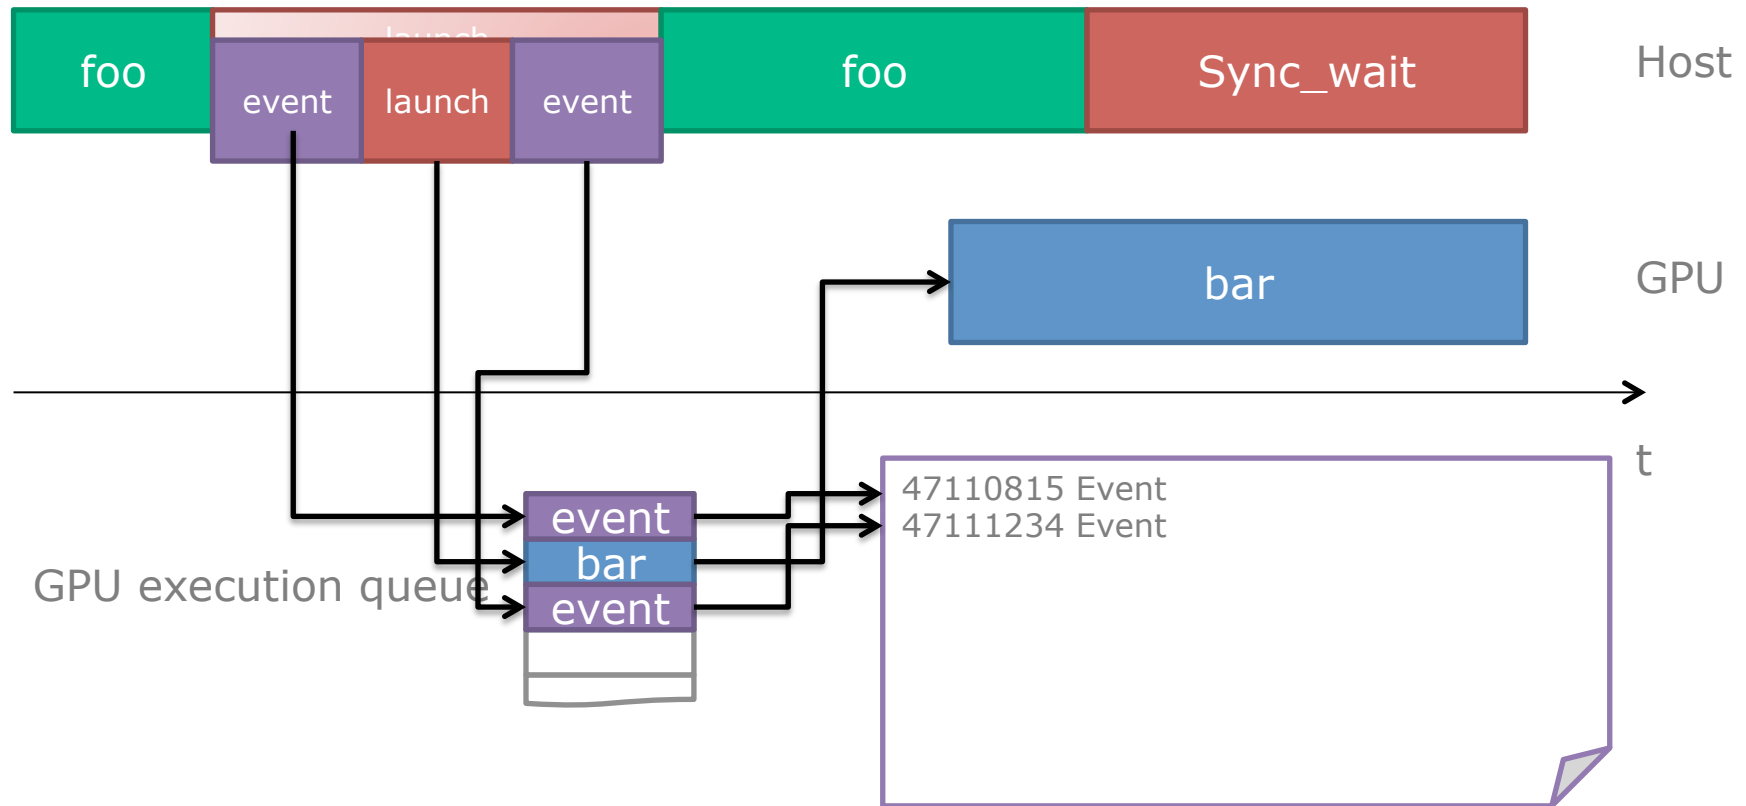 launch
foo
event
launch
event
foo
Sync_wait
Host
bar
GPU
t
47110815 Event
47111234 Event
event
bar
event
GPU execution queue